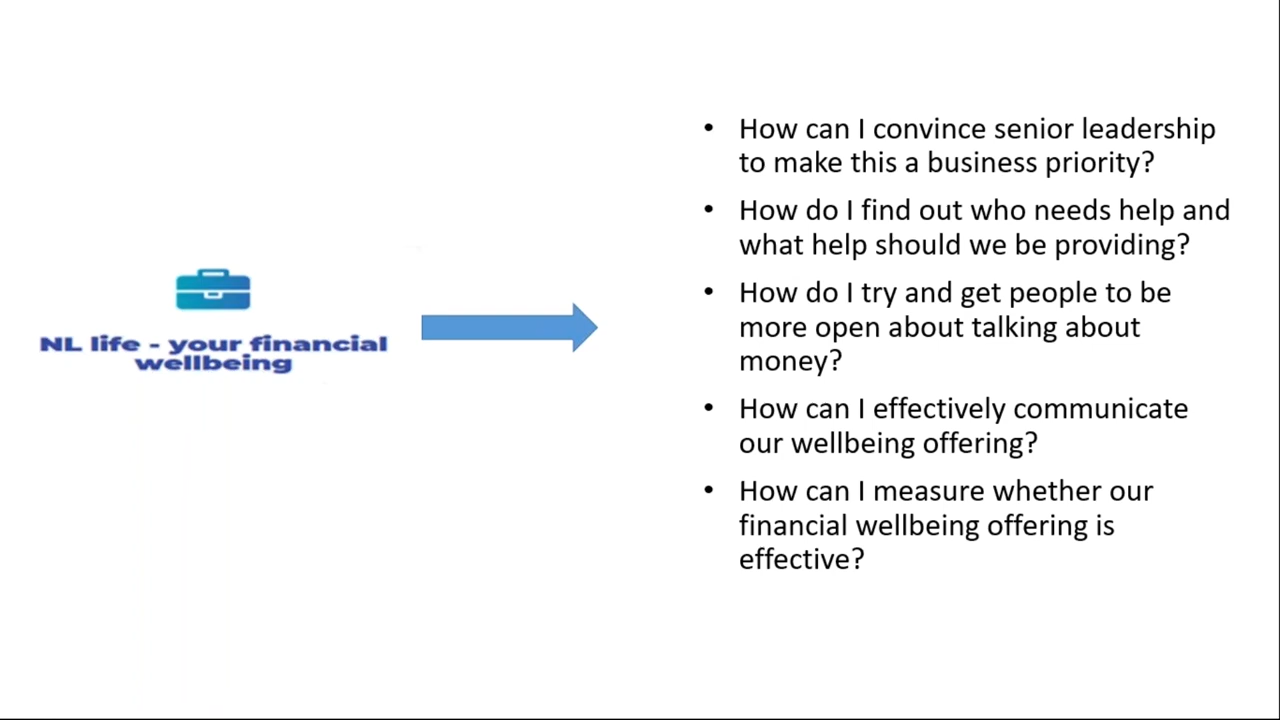 NL life - your financial
wellbeing
• How can I convince senior leadership
to make this a business priority?
• How do I find out who needs help and
what help should we be providing?
• How do I try and get people to be
more open about talking about
money?
• How can I effectively communicate
our wellbeing offering?
• How can I measure whether our
financial wellbeing offering is
effective?